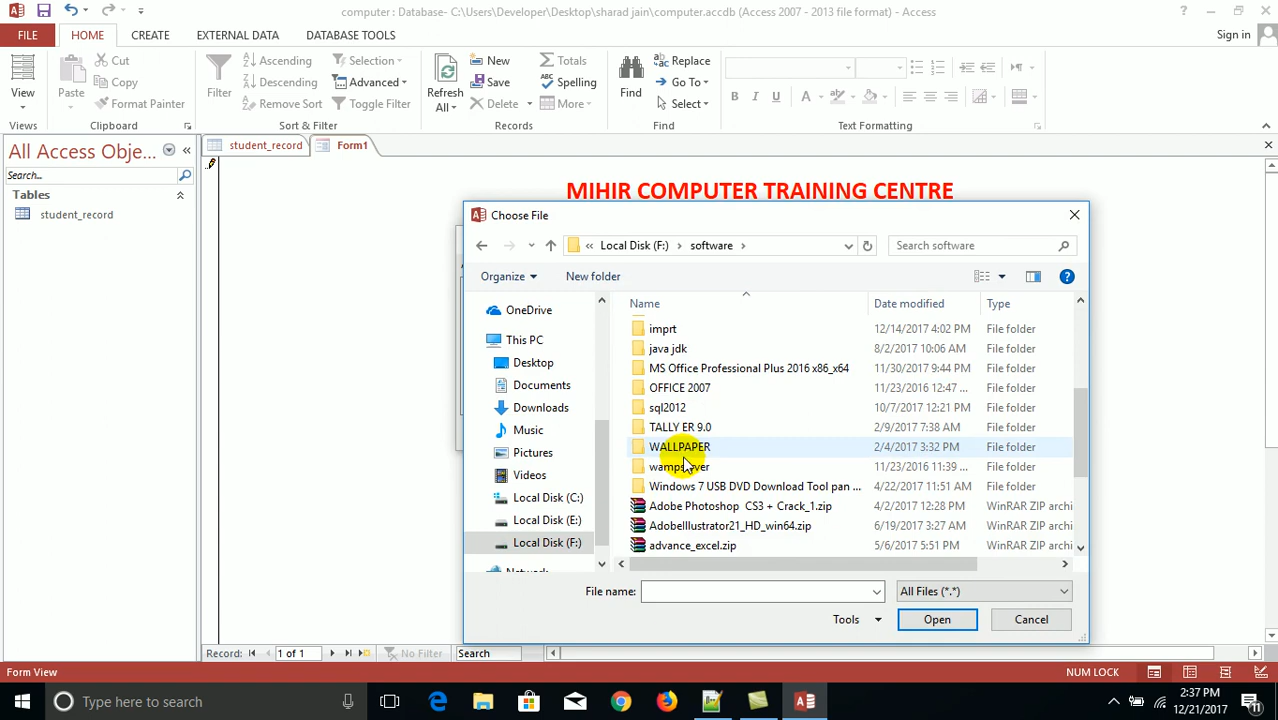 computer : Database- C:\Users\Developer\Desktop\sharad jain\computer.accdb (Access 2007 - 2013 file format) - Access
FILE HOME CREATE EXTERNAL DATA DATABASE TOOLS Sign in
View
Views
Paste
Cut
Copy
Format Painter
Clipboard
Filter
Ascending
Descending
Remove Sort
Selection
Advanced
Toggle Filter
Sort & Filter
Refresh All
New
Save
Delete
Totals
Spelling
More
Records
Find
Replace
Go To
Select
Find
B I U A
Text Formatting
All Access Obje...
Search...
Tables
student_record
student_record Form1
MIHIR COMPUTER TRAINING CENTRE
Choose File
« Local Disk (F:) software Search software
Organize New folder
OneDrive
This PC
Desktop
Documents
Downloads
Music
Pictures
Videos
Local Disk (C:)
Local Disk (E:)
Local Disk (F:)
Name Date modified Type
imprt 12/14/2017 4:02 PM File folder
java jdk 8/2/2017 10:06 AM File folder
MS Office Professional Plus 2016 x86_x64 11/30/2017 9:44 PM File folder
OFFICE 2007 11/23/2016 12:47 ... File folder
sql2012 10/7/2017 12:21 PM File folder
TALLY ER 9.0 2/9/2017 7:38 AM File folder
WALLPAPER 2/4/2017 3:32 PM File folder
wampserver 11/23/2016 11:39 ... File folder
Windows 7 USB DVD Download Tool pan ... 4/22/2017 11:51 AM File folder
Adobe Photoshop CS3 + Crack_1.zip 4/2/2017 12:28 PM WinRAR ZIP archi
AdobeIllustrator21_HD_win64.zip 6/19/2017 3:27 AM WinRAR ZIP archi
advance_excel.zip 5/6/2017 5:51 PM WinRAR ZIP archi
File name: All Files (*.*)
Tools Open Cancel
Record: 1 of 1 No Filter Search
Form View NUM LOCK
Type here to search
2:37 PM
12/21/2017